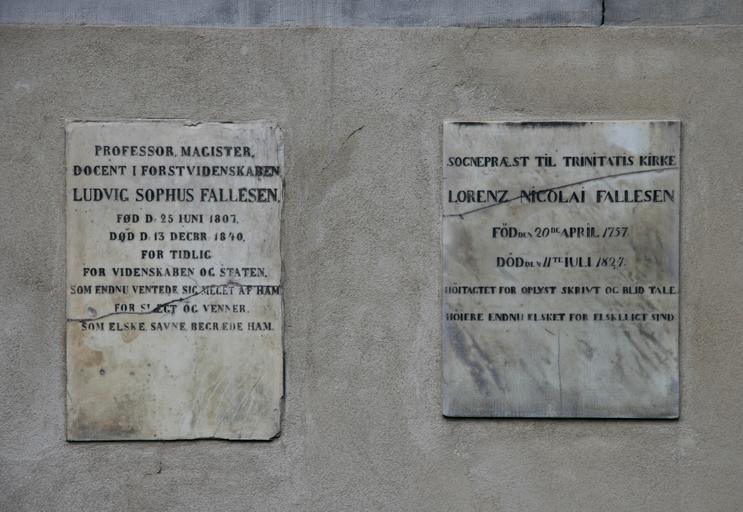 PROFESSOR, MAGISTER,
DOCENT I FORSTVIDENSKABEN
LUDVIG SOPHUS FALLESEN,
FØD D. 25 IUNI 1807,
DØD D. 13 DECBR. 1840,
FOR TIDLIG
FOR VIDENSKABEN OG STATEN,
SOM ENDNU VENTEDE SIG MEGET AF HAM
FOR SLÆGT OG VENNER,
SOM ELSKE, SAVNE, BEGRÆDE HAM.
SOGNEPRÆST TIL TRINITATIS KIRKE
LORENZ NICOLAI FALLESEN
FÖD DEN 20DE APRIL 1757
DÖD DEN 11TE IULI 1824.
HÖITAGTET FOR OPLYST SKRIVT OG BLID TALE
HÖIERE ENDNU ELSKET FOR ELSKELIGT SIND